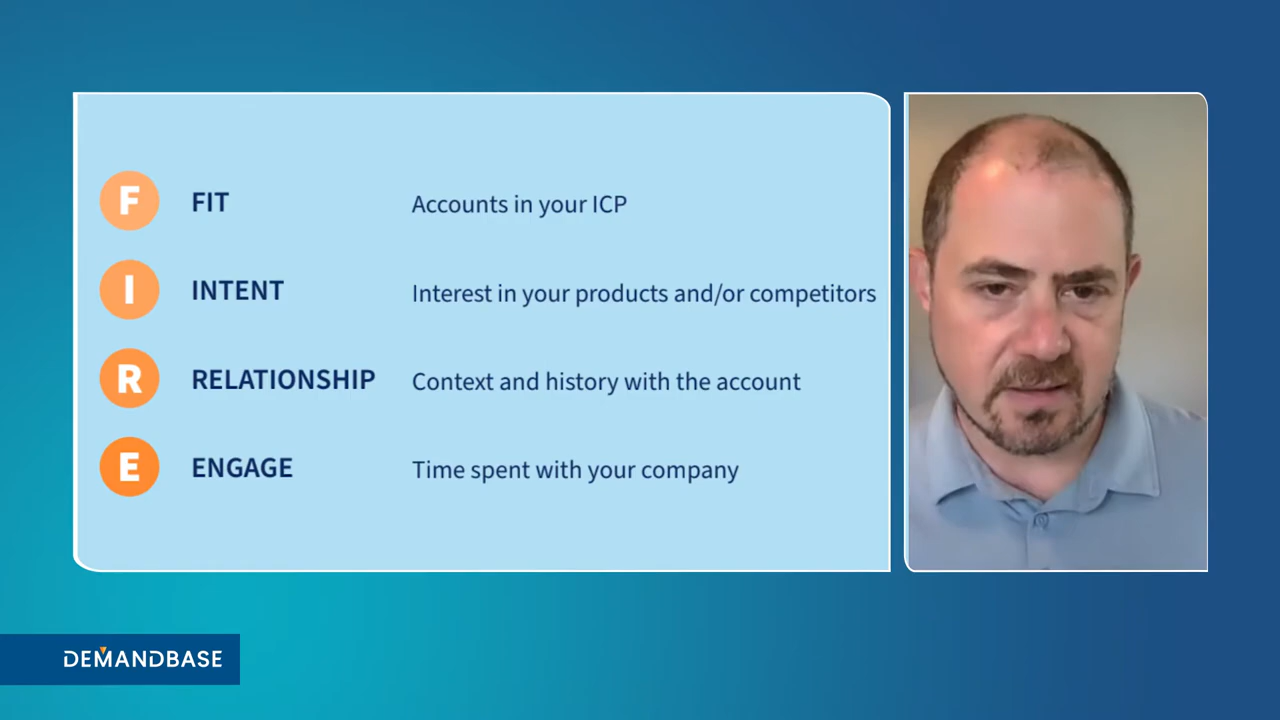 F FIT Accounts in your ICP
I INTENT Interest in your products and/or competitors
R RELATIONSHIP Context and history with the account
E ENGAGE Time spent with your company
DEMANDBASE